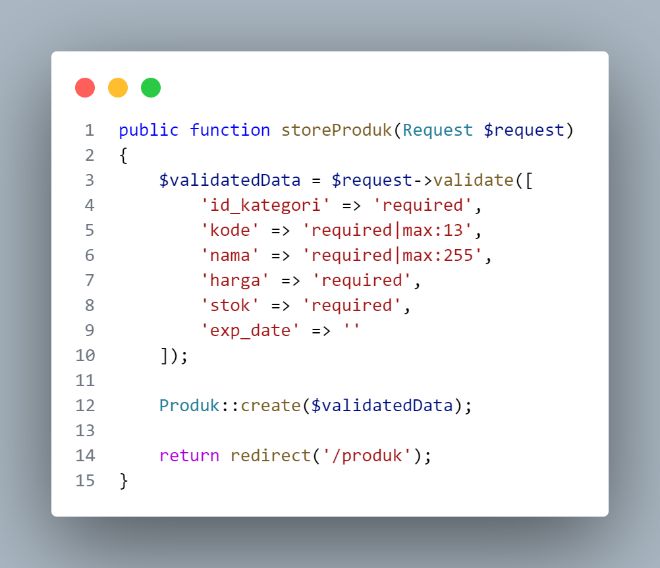 1 public function storeProduk(Request $request)
2 {
3     $validatedData = $request->validate([
4         'id_kategori' => 'required',
5         'kode' => 'required|max:13',
6         'nama' => 'required|max:255',
7         'harga' => 'required',
8         'stok' => 'required',
9         'exp_date' => ''
10     ]);
11
12     Produk::create($validatedData);
13
14     return redirect('/produk');
15 }